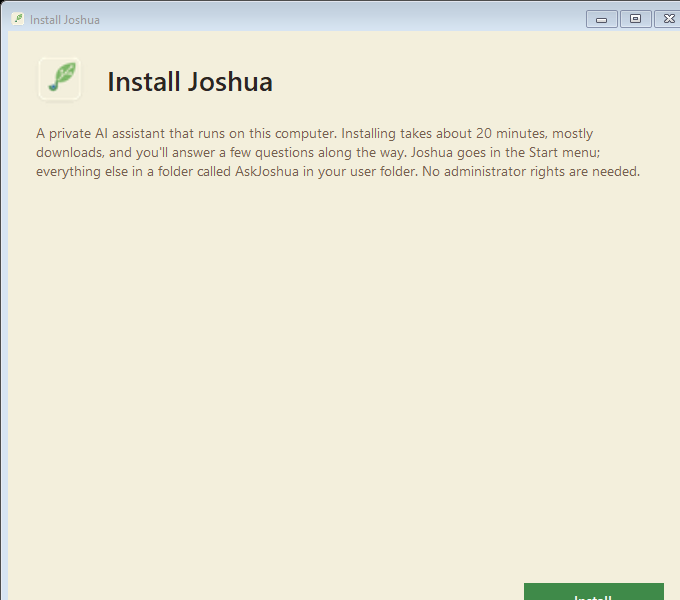 Install Joshua
Install Joshua
A private AI assistant that runs on this computer. Installing takes about 20 minutes, mostly
downloads, and you'll answer a few questions along the way. Joshua goes in the Start menu;
everything else in a folder called AskJoshua in your user folder. No administrator rights are needed.
Install